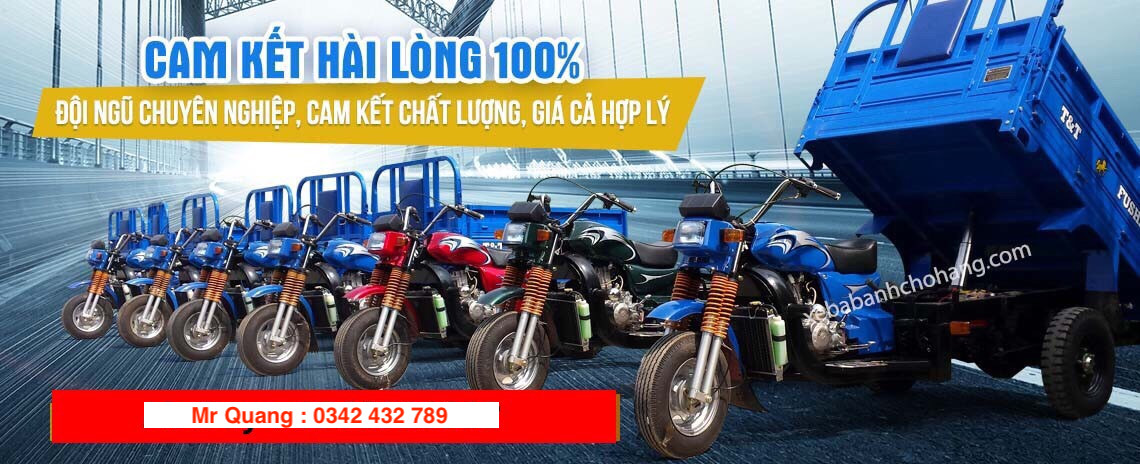 CAM KẾT HÀI LÒNG 100%
ĐỘI NGŨ CHUYÊN NGHIỆP, CAM KẾT CHẤT LƯỢNG, GIÁ CẢ HỢP LÝ
T&T
T&T
babanhchohang.com
Mr Quang : 0342 432 789